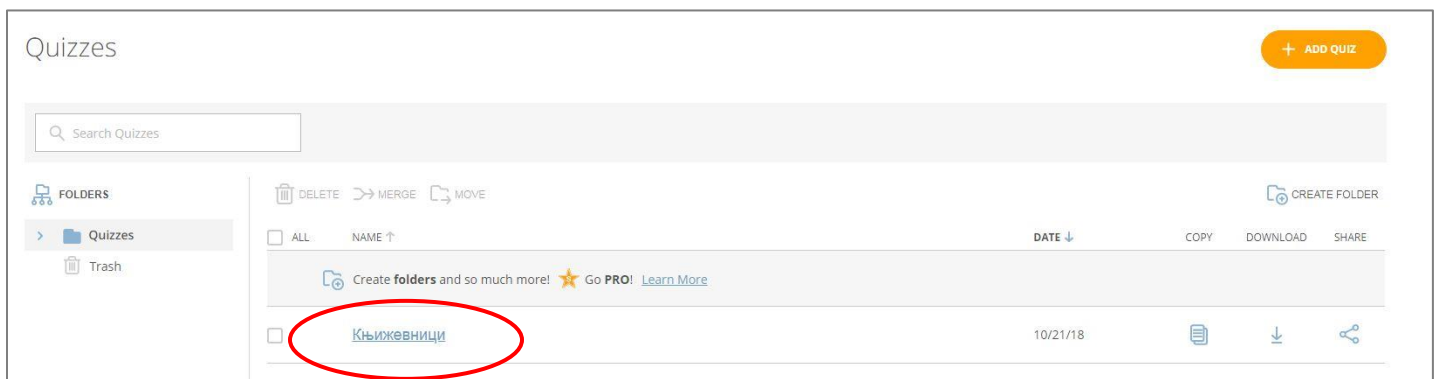 Quizzes
+ ADD QUIZ
Search Quizzes
FOLDERS
DELETE MERGE MOVE
CREATE FOLDER
Quizzes
ALL NAME ↑ DATE ↓ COPY DOWNLOAD SHARE
Trash
Create folders and so much more! Go PRO! Learn More
Књижевници 10/21/18